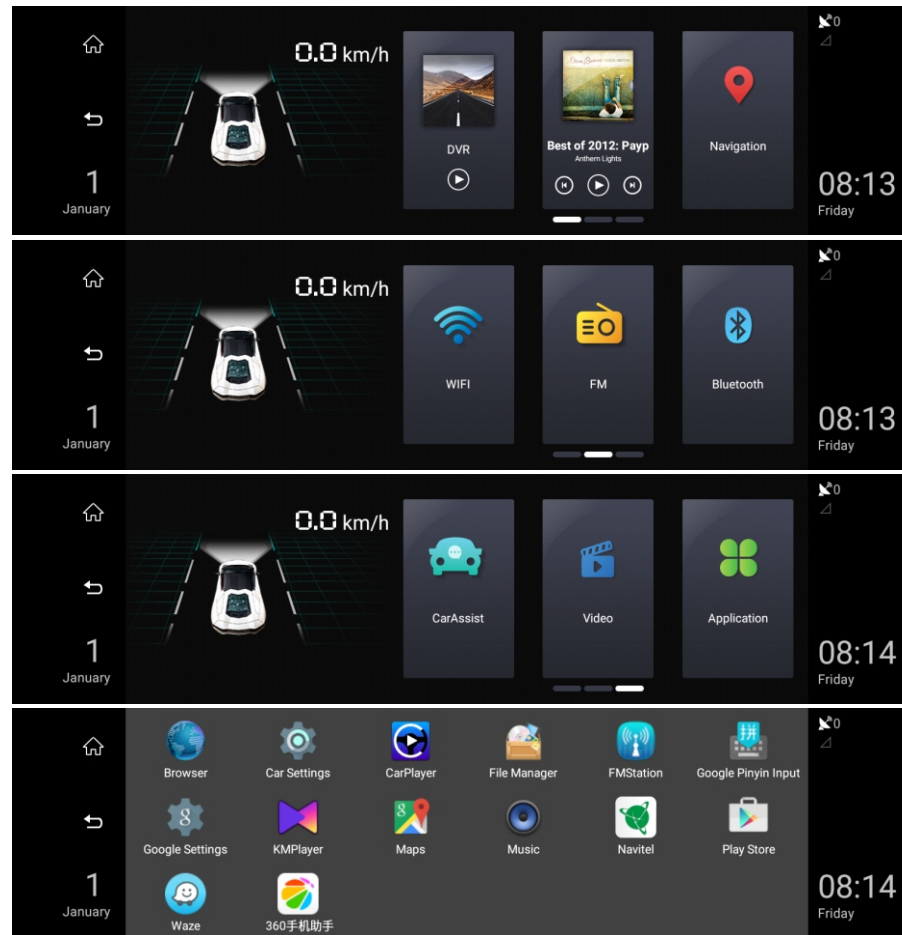 0
0.0 km/h
DVR
Best of 2012: Payp
Anthem Lights
Navigation
1
January
08:13
Friday
0
0.0 km/h
WIFI
FM
Bluetooth
1
January
08:13
Friday
0
0.0 km/h
CarAssist
Video
Application
1
January
08:14
Friday
0
Browser
Car Settings
CarPlayer
File Manager
FMStation
拼
Google Pinyin Input
8
8
Google Settings
KMPlayer
Maps
Music
Navitel
Play Store
1
January
08:14
Friday
Waze
360手机助手